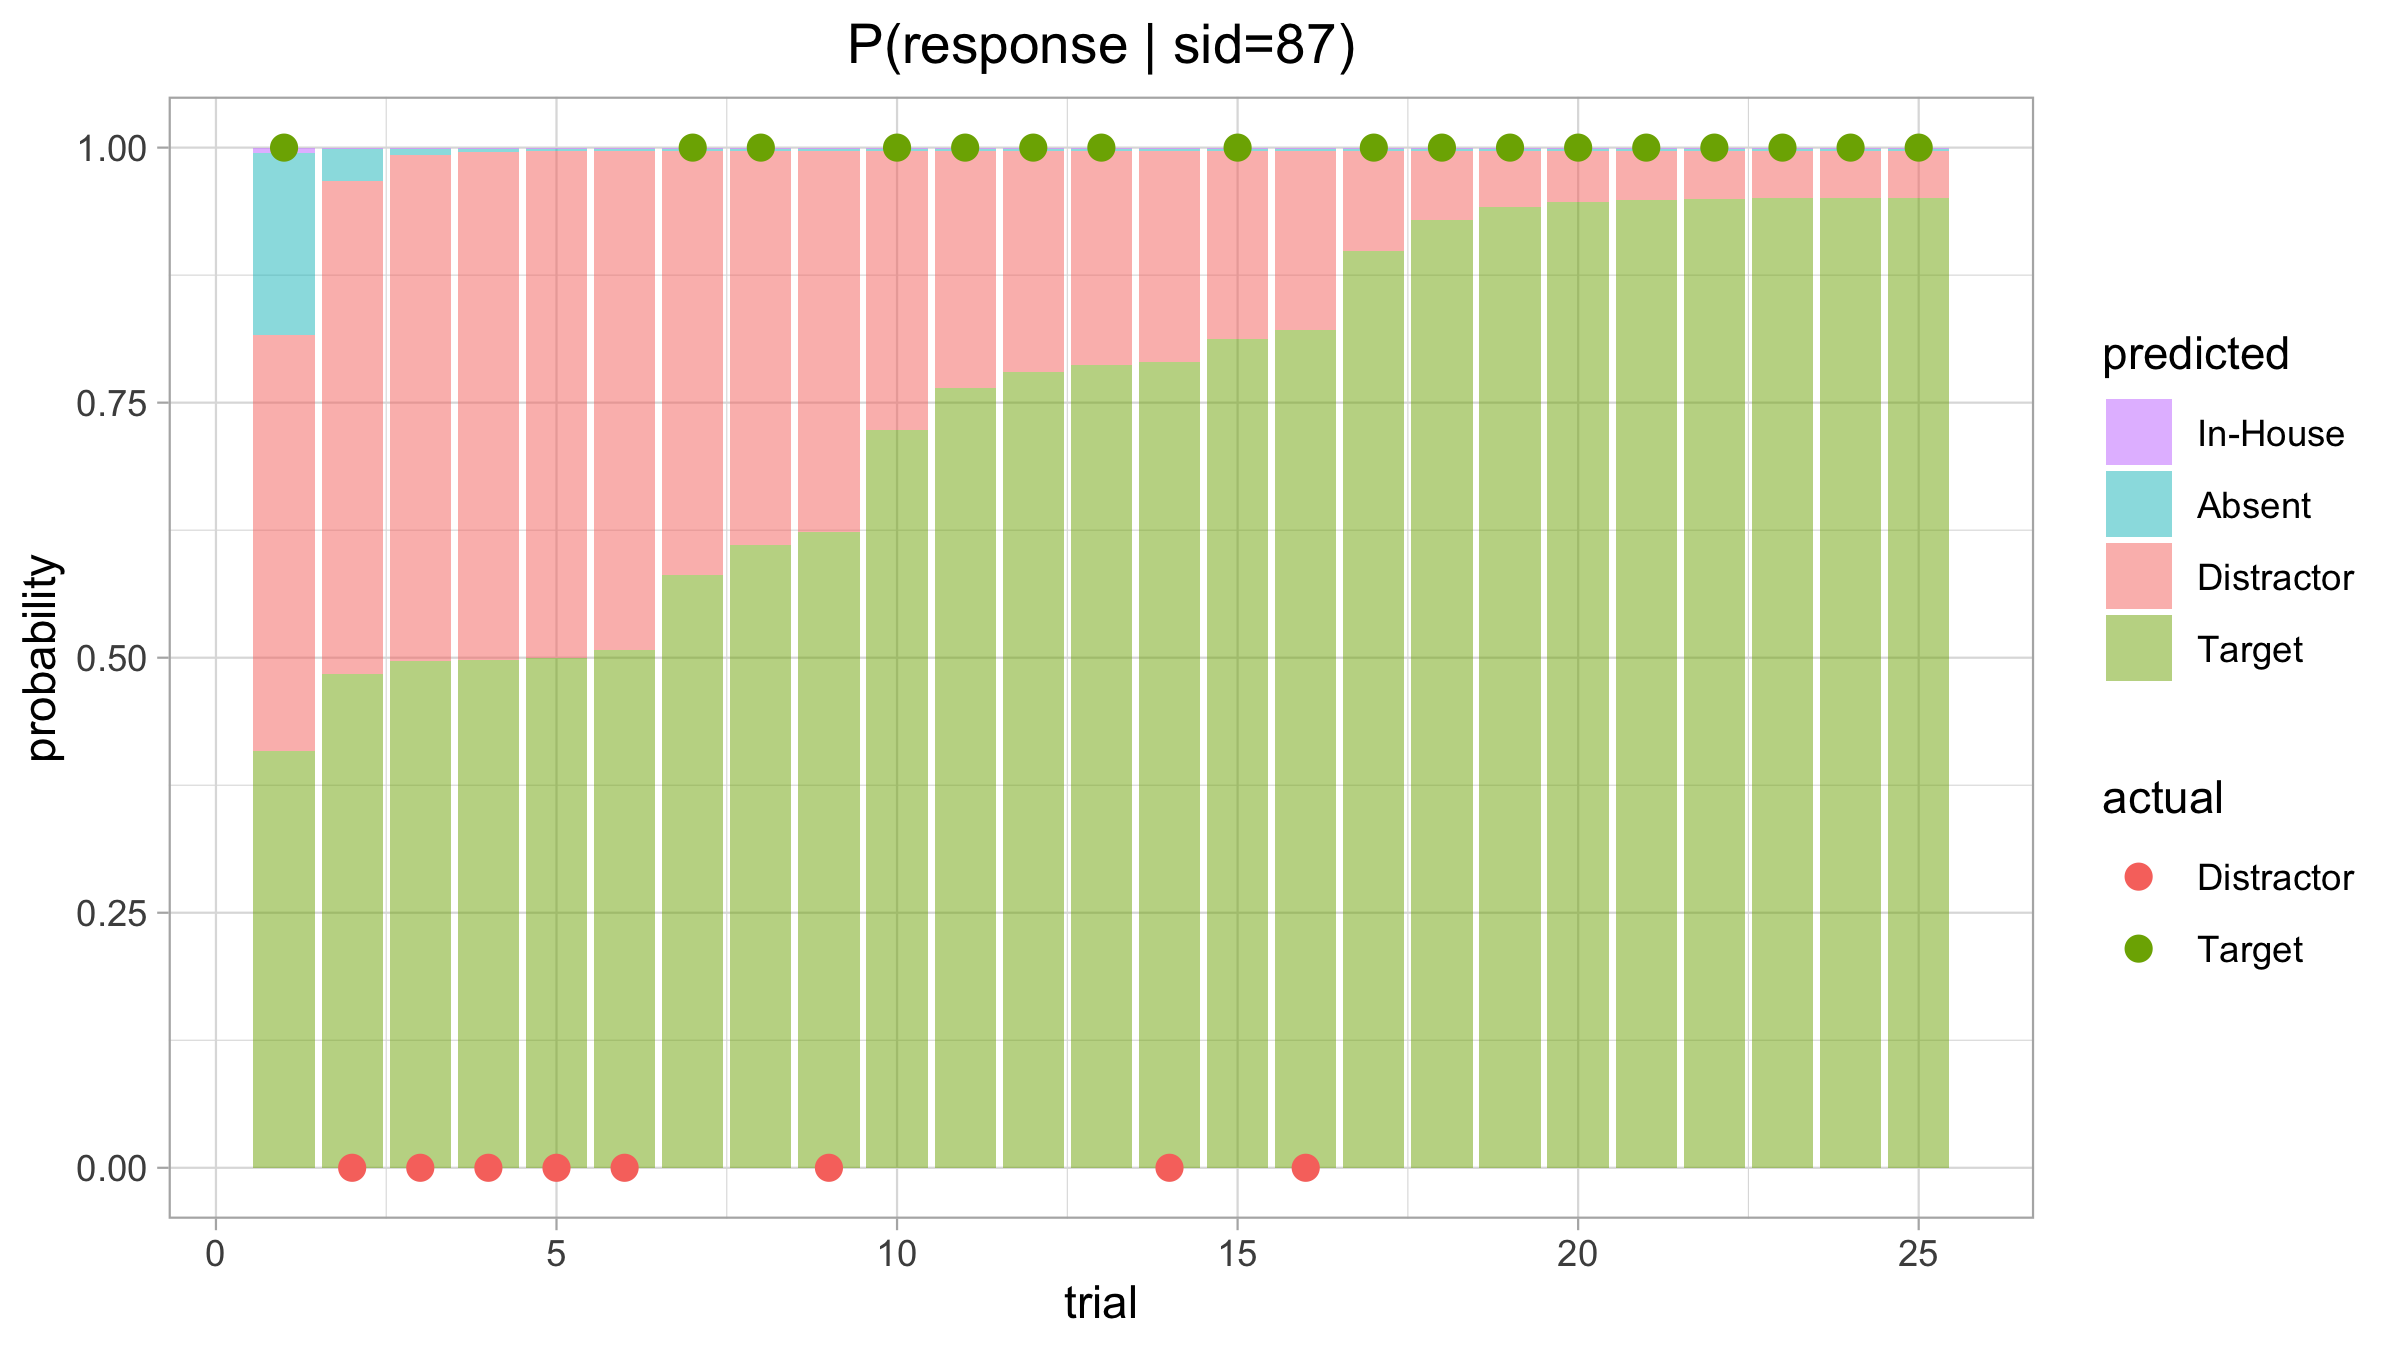 P(response | sid=87)
probability
1.00
0.75
0.50
0.25
0.00
0 5 10 15 20 25
trial
predicted
In-House
Absent
Distractor
Target
actual
Distractor
Target